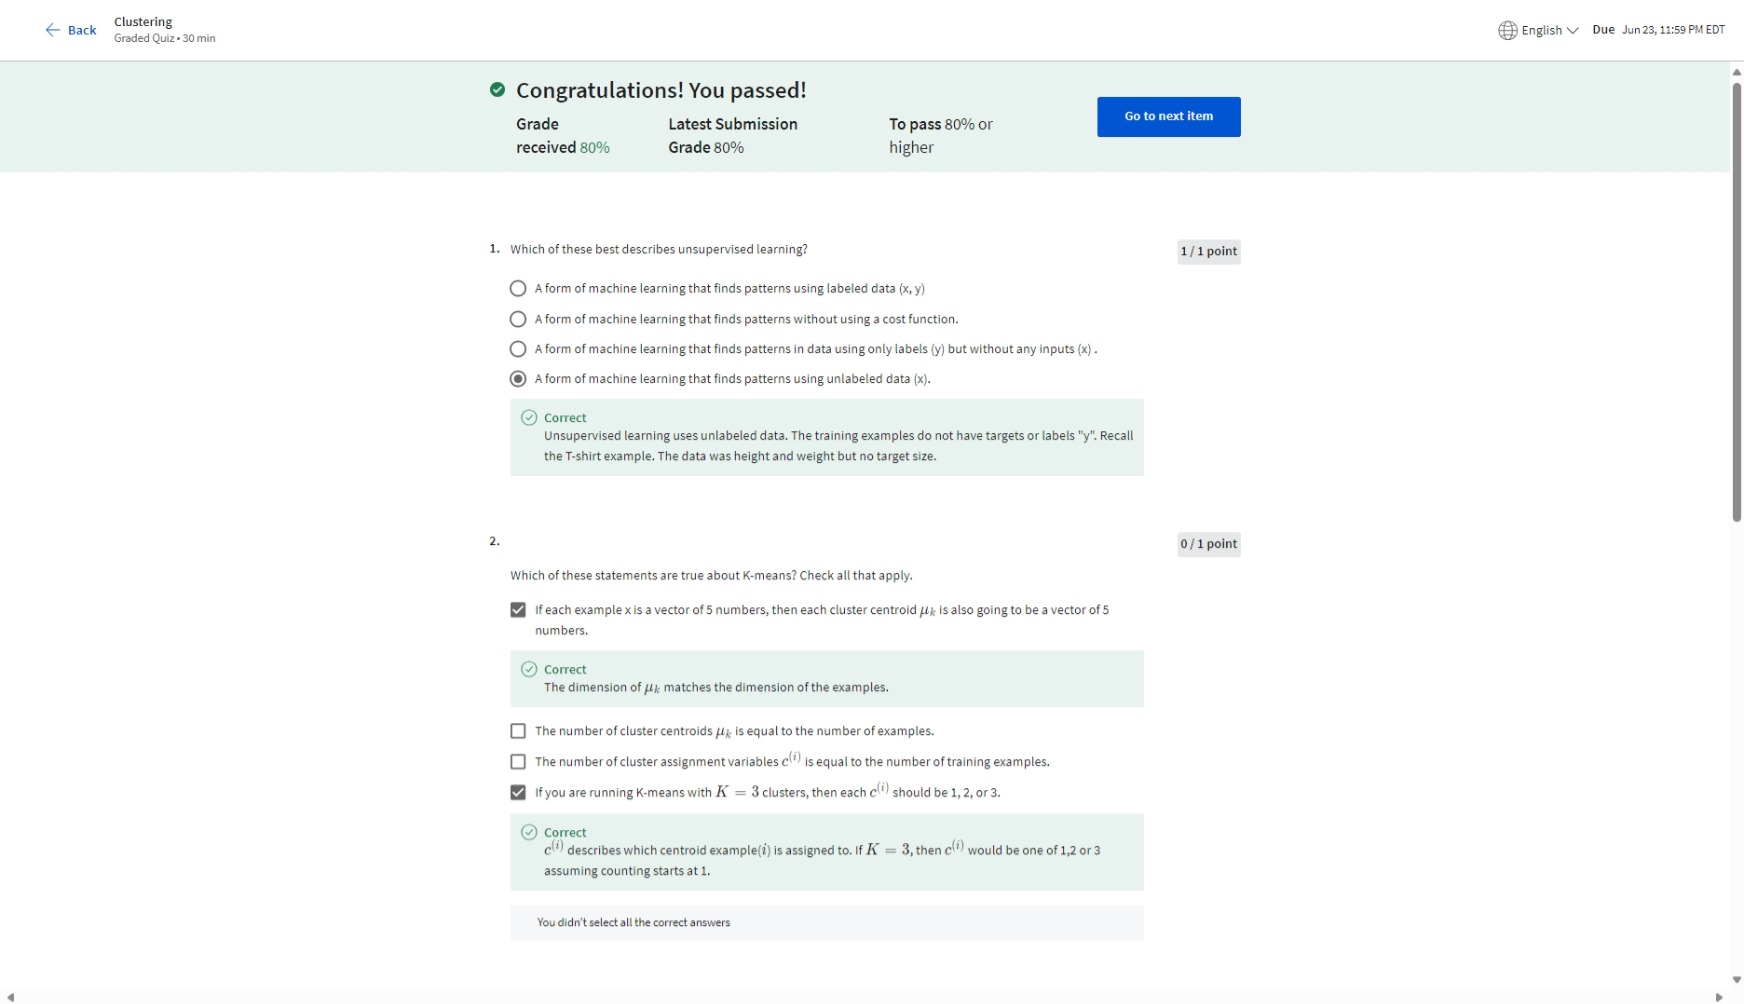 Back
Clustering
Graded Quiz • 30 min
English
Due Jun 23, 11:59 PM EDT
Congratulations! You passed!
Grade received 80%
Latest Submission Grade 80%
To pass 80% or higher
Go to next item
1. Which of these best describes unsupervised learning?
1 / 1 point
A form of machine learning that finds patterns using labeled data (x, y)
A form of machine learning that finds patterns without using a cost function.
A form of machine learning that finds patterns in data using only labels (y) but without any inputs (x) .
A form of machine learning that finds patterns using unlabeled data (x).
Correct
Unsupervised learning uses unlabeled data. The training examples do not have targets or labels "y". Recall
the T-shirt example. The data was height and weight but no target size.
2.
0 / 1 point
Which of these statements are true about K-means? Check all that apply.
If each example x is a vector of 5 numbers, then each cluster centroid μk is also going to be a vector of 5
numbers.
Correct
The dimension of μk matches the dimension of the examples.
The number of cluster centroids μk is equal to the number of examples.
The number of cluster assignment variables c(i) is equal to the number of training examples.
If you are running K-means with K = 3 clusters, then each c(i) should be 1, 2, or 3.
Correct
c(i) describes which centroid example(i) is assigned to. If K = 3, then c(i) would be one of 1,2 or 3
assuming counting starts at 1.
You didn't select all the correct answers